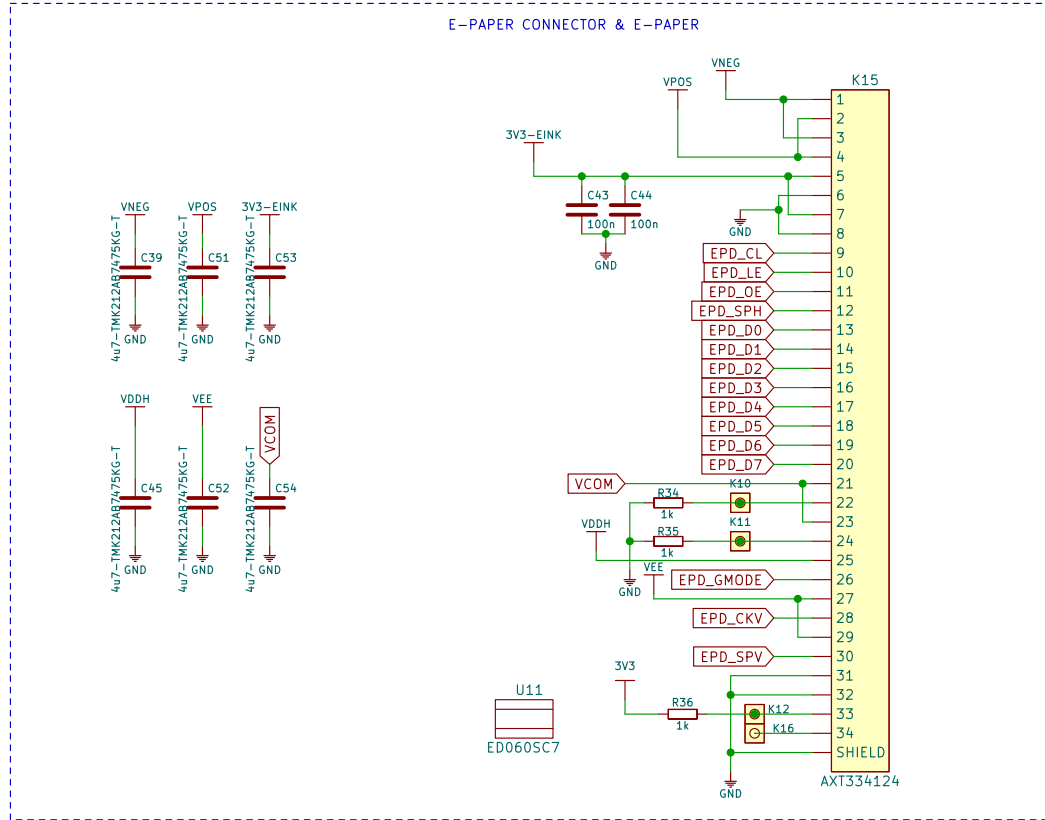 E-PAPER CONNECTOR & E-PAPER
VNEG
VPOS
K15
3V3-EINK
C43
100n
C44
100n
GND
GND
VNEG
4u7-TMK212AB7475KG-T
C39
GND
VPOS
4u7-TMK212AB7475KG-T
C51
GND
3V3-EINK
4u7-TMK212AB7475KG-T
C53
GND
VDDH
4u7-TMK212AB7475KG-T
C45
GND
VEE
4u7-TMK212AB7475KG-T
C52
GND
VCOM
4u7-TMK212AB7475KG-T
C54
GND
1
2
3
4
5
6
7
8
EPD_CL 9
EPD_LE 10
EPD_OE 11
EPD_SPH 12
EPD_D0 13
EPD_D1 14
EPD_D2 15
EPD_D3 16
EPD_D4 17
EPD_D5 18
EPD_D6 19
EPD_D7 20
VCOM 21
R34
1k
K10
22
23
VDDH
R35
1k
K11
24
25
GND
VEE
EPD_GMODE 26
27
EPD_CKV 28
29
EPD_SPV 30
31
32
3V3
R36
1k
K12
33
K16
34
SHIELD
GND
AXT334124
U11
ED060SC7